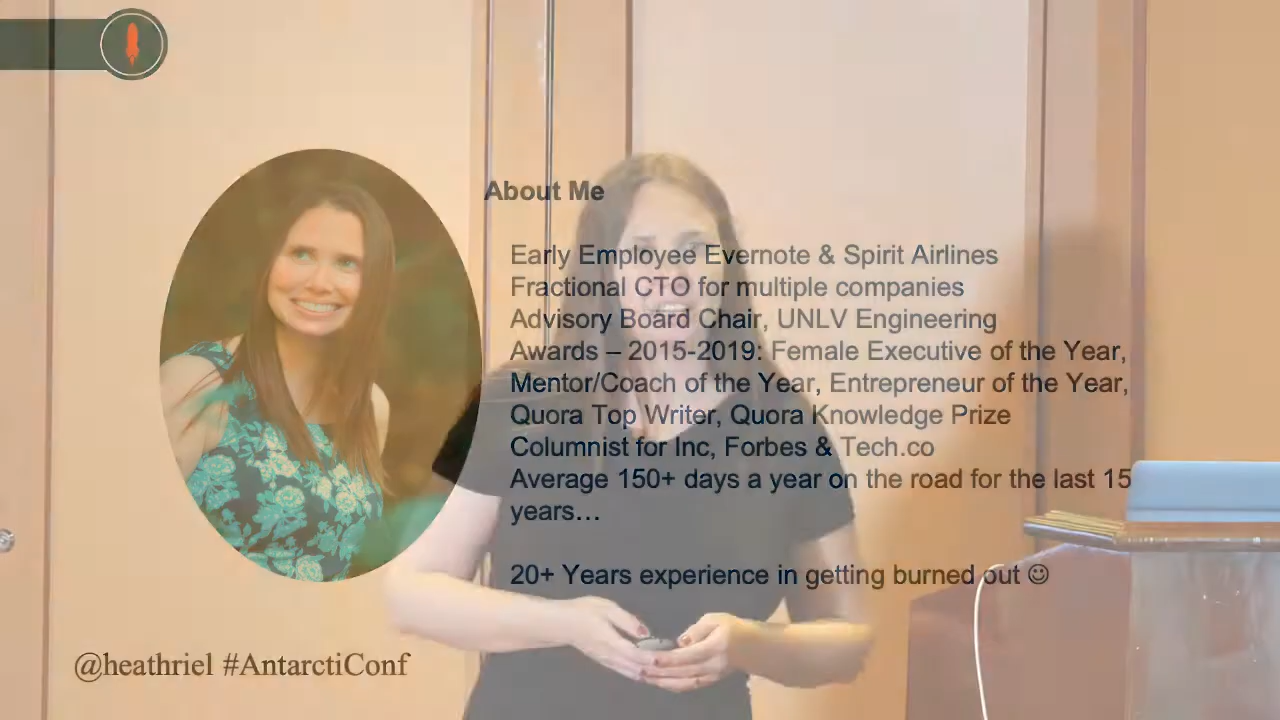 About Me
Early Employee Evernote & Spirit Airlines
Fractional CTO for multiple companies
Advisory Board Chair, UNLV Engineering
Awards – 2015-2019: Female Executive of the Year,
Mentor/Coach of the Year, Entrepreneur of the Year,
Quora Top Writer, Quora Knowledge Prize
Columnist for Inc, Forbes & Tech.co
Average 150+ days a year on the road for the last 15
years…
20+ Years experience in getting burned out ☺
@heathriel #AntarctiConf